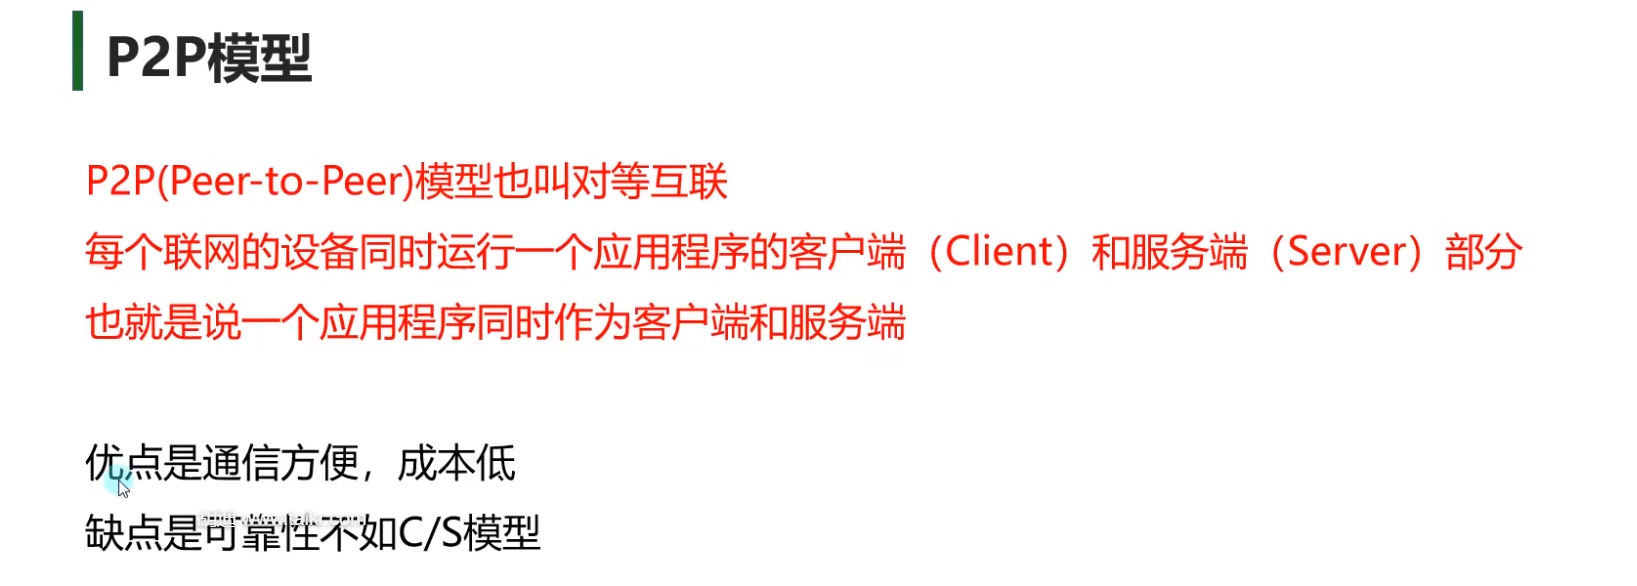 P2P模型
P2P(Peer-to-Peer)模型也叫对等互联
每个联网的设备同时运行一个应用程序的客户端（Client）和服务端（Server）部分
也就是说一个应用程序同时作为客户端和服务端
优点是通信方便，成本低
缺点是可靠性不如C/S模型